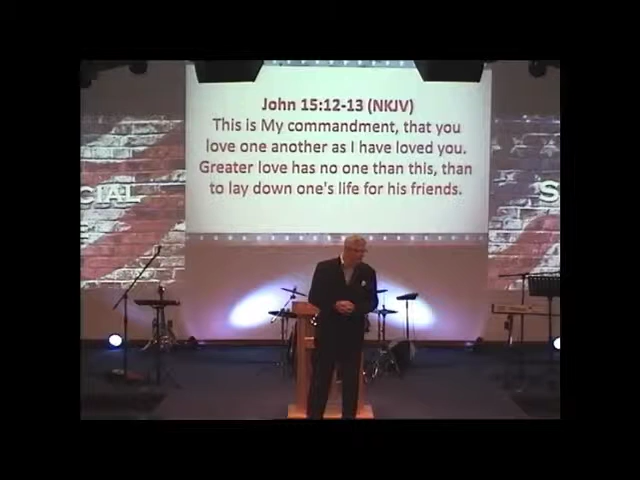 John 15:12-13 (NKJV)
This is My commandment, that you
love one another as I have loved you.
Greater love has no one than this, than
to lay down one's life for his friends.
CIAL
S